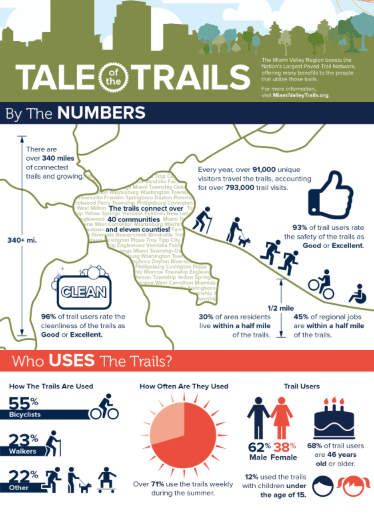 TALE of the TRAILS
The Miami Valley Region boasts the
Nation's Largest Paved Trail Network,
offering many benefits to the people
that utilize those trails.
For more information,
visit MiamiValleyTrails.org.
By The NUMBERS
There are
over 340 miles
of connected
trails and growing.
340+ mi.
The trails connect over
40 communities
and eleven counties!
Every year, over 91,000 unique
visitors travel the trails, accounting
for over 793,000 trail visits.
93% of trail users rate
the safety of the trails as
Good or Excellent.
CLEAN
96% of trail users rate the
cleanliness of the trails as
Good or Excellent.
1/2 mile
30% of area residents
live within a half mile
of the trails.
45% of regional jobs
are within a half mile
of the trails.
Who USES The Trails?
How The Trails Are Used
55%
Bicyclists
23%
Walkers
22%
Other
How Often Are They Used
Over 71% use the trails weekly
during the summer.
Trail Users
62% 38%
Male Female
68% of trail users
are 46 years
old or older.
12% used the trails
with children under
the age of 15.